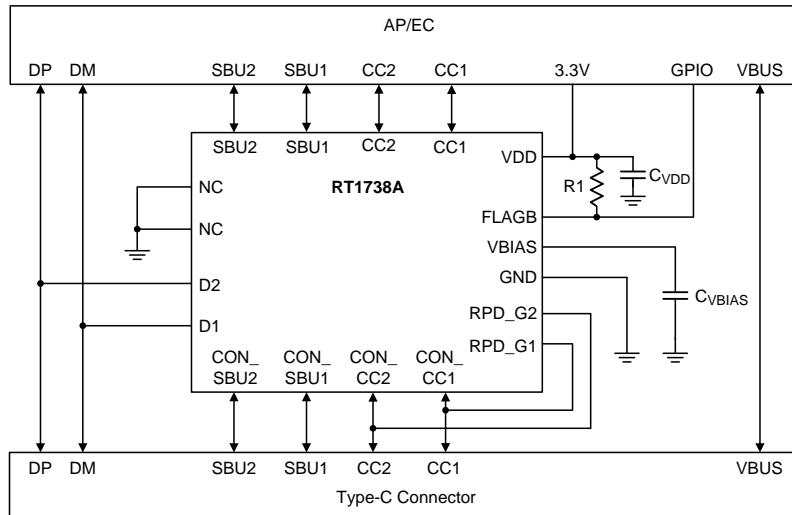 AP/EC
DP DM SBU2 SBU1 CC2 CC1 3.3V GPIO VBUS
SBU2 SBU1 CC2 CC1
RT1738A
VDD
R1
CVDD
NC
FLAGB
NC
VBIAS
GND
D2
CVBIAS
RPD_G2
D1
RPD_G1
CON_ CON_ CON_ CON_
SBU2 SBU1 CC2 CC1
DP DM SBU2 SBU1 CC2 CC1 VBUS
Type-C Connector